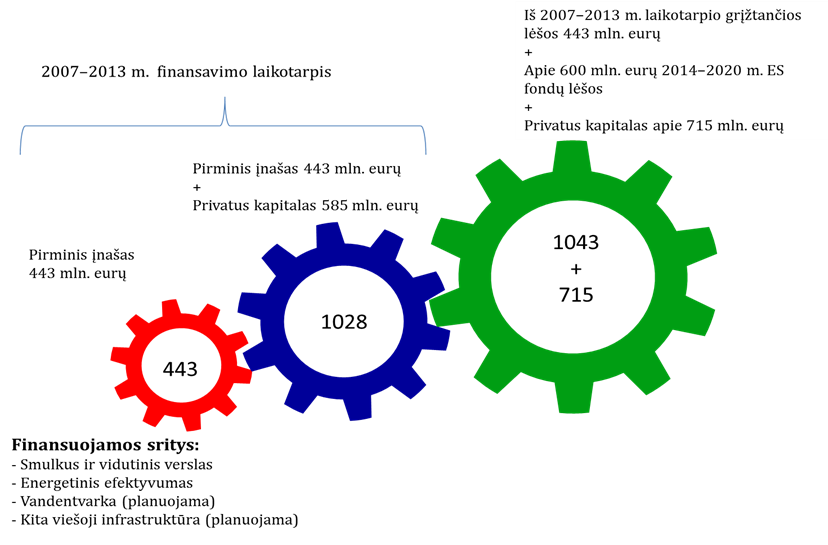 Iš 2007–2013 m. laikotarpio grįžtančios
lėšos 443 mln. eurų
+
Apie 600 mln. eurų 2014–2020 m. ES
fondų lėšos
+
Privatus kapitalas apie 715 mln. eurų
2007–2013 m. finansavimo laikotarpis
Pirminis įnašas 443 mln. eurų
+
Privatus kapitalas 585 mln. eurų
Pirminis įnašas
443 mln. eurų
443
1028
1043
+
715
Finansuojamos sritys:
- Smulkus ir vidutinis verslas
- Energetinis efektyvumas
- Vandentvarka (planuojama)
- Kita viešoji infrastruktūra (planuojama)